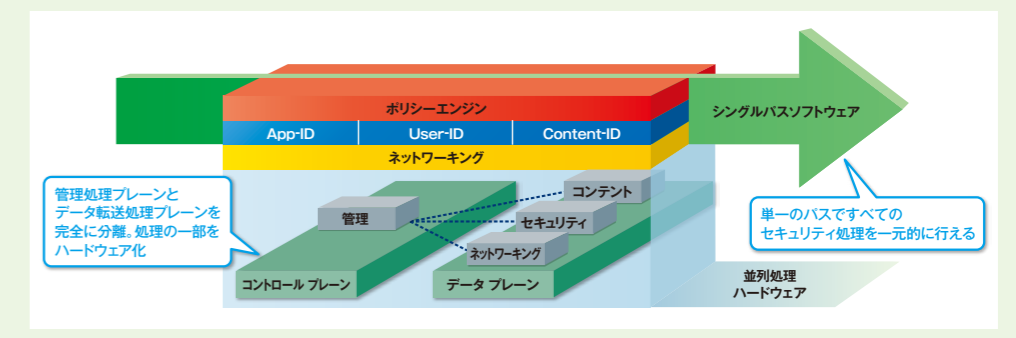 ポリシーエンジン
シングルパスソフトウェア
App-ID
User-ID
Content-ID
ネットワーキング
管理処理プレーンと
データ転送処理プレーンを
完全に分離。処理の一部を
ハードウェア化
コンテント
管理
セキュリティ
ネットワーキング
単一のパスですべての
セキュリティ処理を一元的に行える
コントロール プレーン
データ プレーン
並列処理
ハードウェア